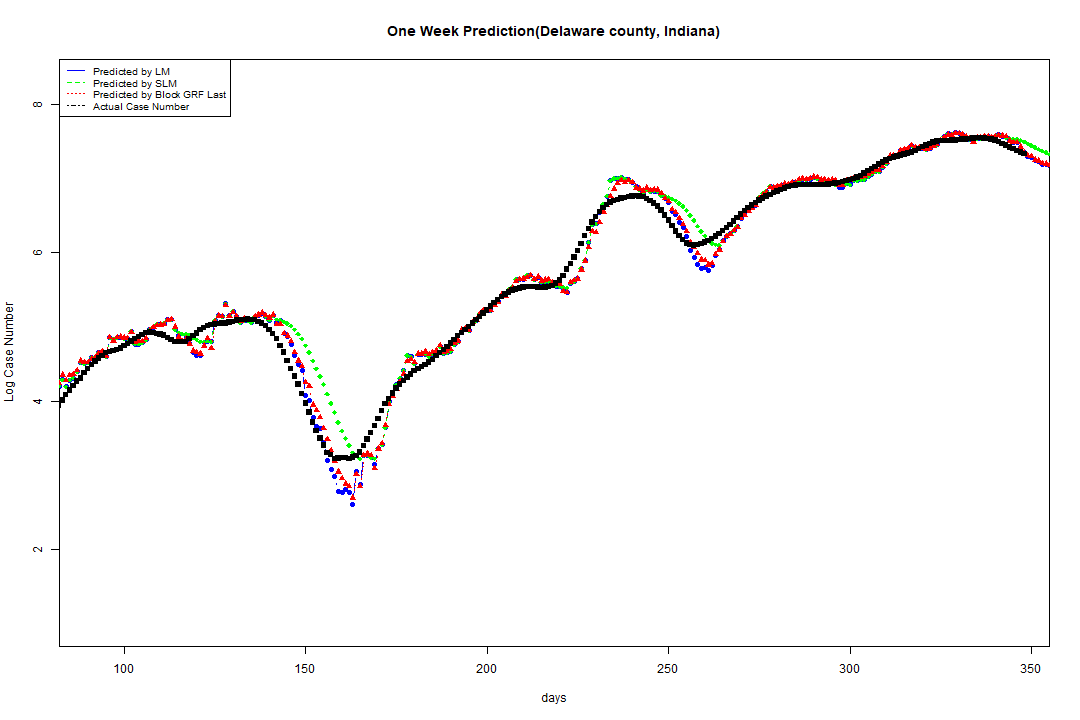 One Week Prediction(Delaware county, Indiana)
Predicted by LM
Predicted by SLM
Predicted by Block GRF Last
Actual Case Number
8
6
4
2
Log Case Number
100
150
200
250
300
350
days